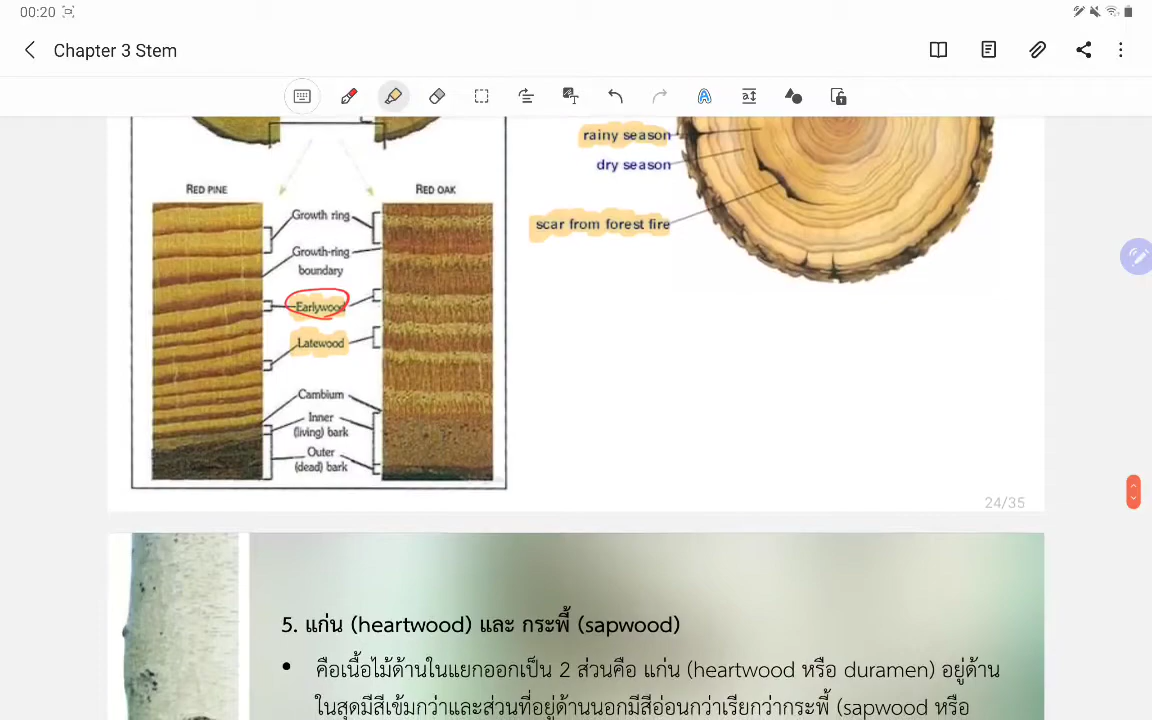 00:20
Chapter 3 Stem
rainy season
dry season
scar from forest fire
RED PINE
RED OAK
Growth ring
Growth-ring
boundary
Earlywood
Latewood
Cambium
Inner
(living) bark
Outer
(dead) bark
24/35
5. แก่น (heartwood) และ กระพี้ (sapwood)
• คือเนื้อไม้ด้านในแยกออกเป็น 2 ส่วนคือ แก่น (heartwood หรือ duramen) อยู่ด้าน
ในสุดมีสีเข้มกว่าและส่วนที่อยู่ด้านนอกมีสีอ่อนกว่าเรียกว่ากระพี้ (sapwood หรือ